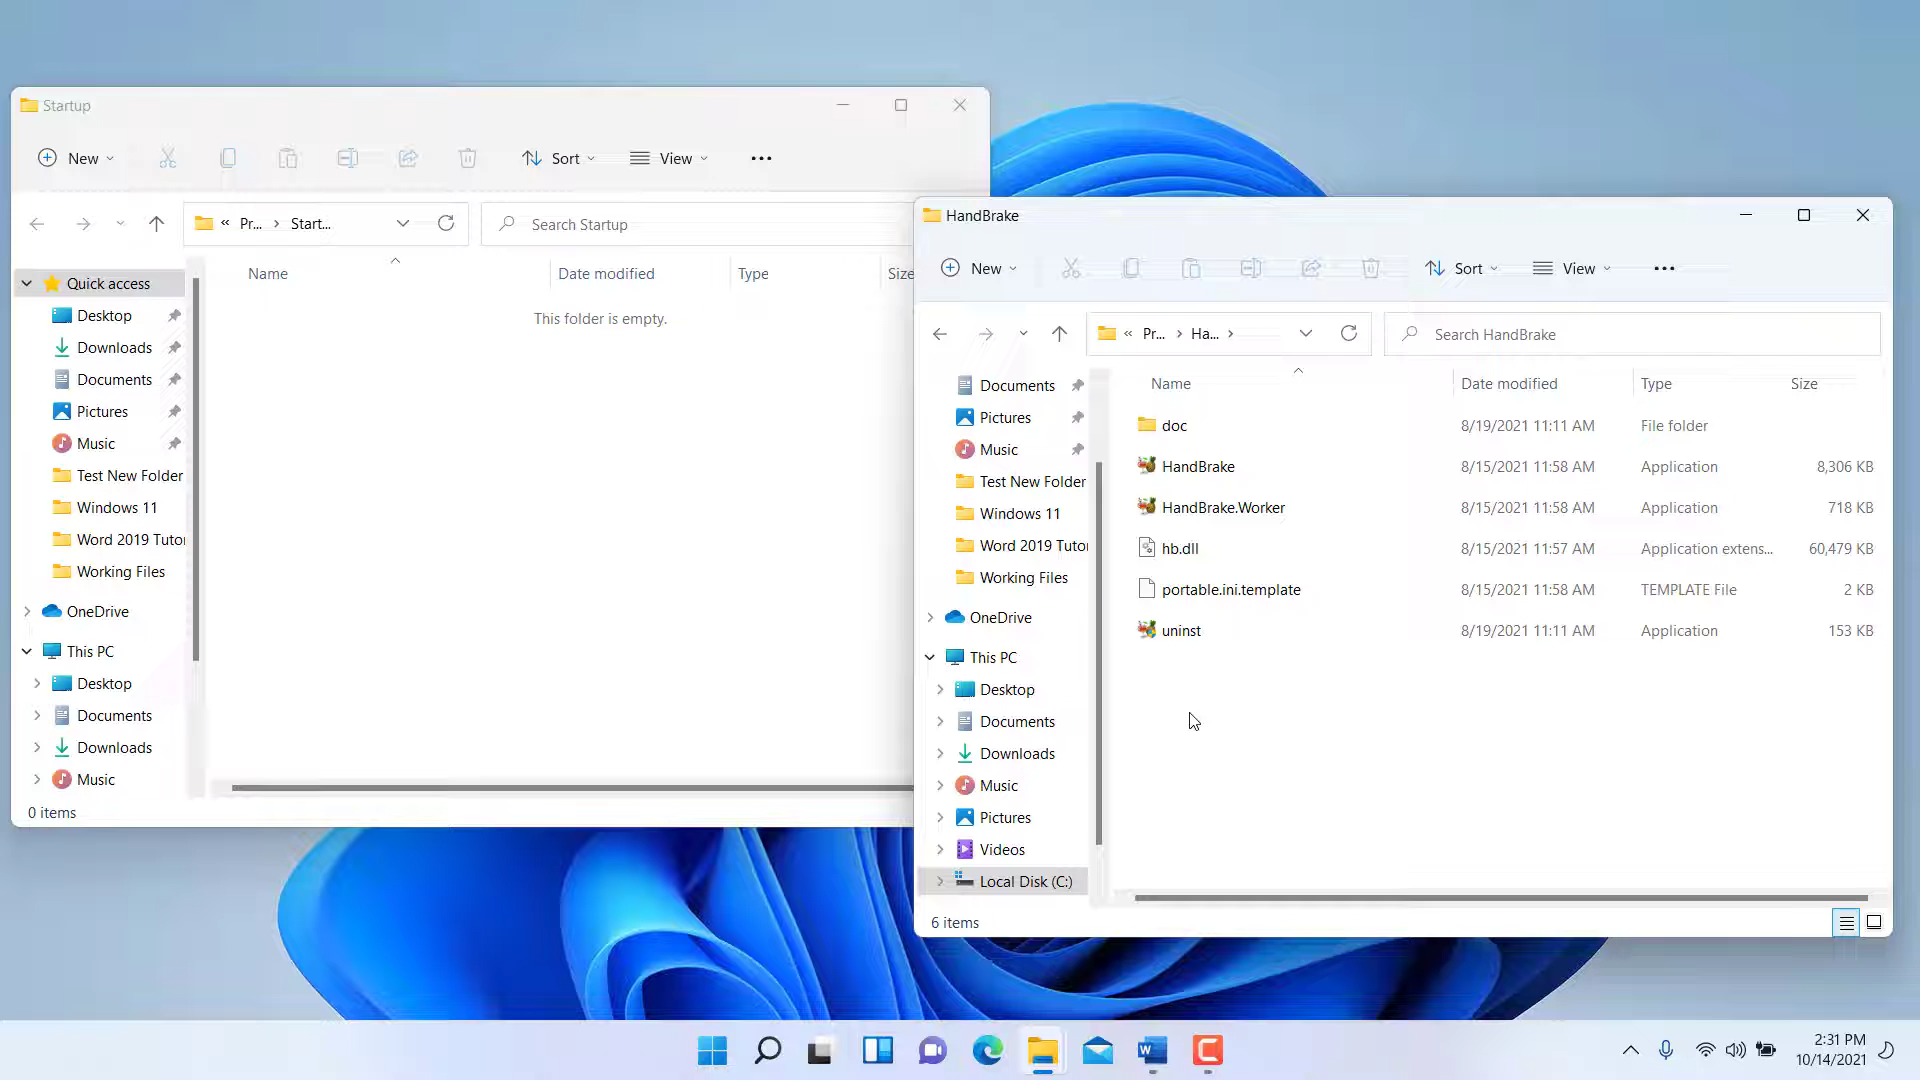 Startup
New
Sort
View
Pr...
Start...
Search Startup
Name
Date modified
Type
Size
This folder is empty.
Quick access
Desktop
Downloads
Documents
Pictures
Music
Test New Folder
Windows 11
Word 2019 Tutor
Working Files
OneDrive
This PC
Desktop
Documents
Downloads
Music
0 items
HandBrake
New
Sort
View
Pr...
Ha...
Search HandBrake
Documents
Pictures
Music
Test New Folder
Windows 11
Word 2019 Tutor
Working Files
OneDrive
This PC
Desktop
Documents
Downloads
Music
Pictures
Videos
Local Disk (C:)
Name Date modified Type Size
doc 8/19/2021 11:11 AM File folder
HandBrake 8/15/2021 11:58 AM Application 8,306 KB
HandBrake.Worker 8/15/2021 11:58 AM Application 718 KB
hb.dll 8/15/2021 11:57 AM Application extens... 60,479 KB
portable.ini.template 8/15/2021 11:58 AM TEMPLATE File 2 KB
uninst 8/19/2021 11:11 AM Application 153 KB
6 items
2:31 PM
10/14/2021